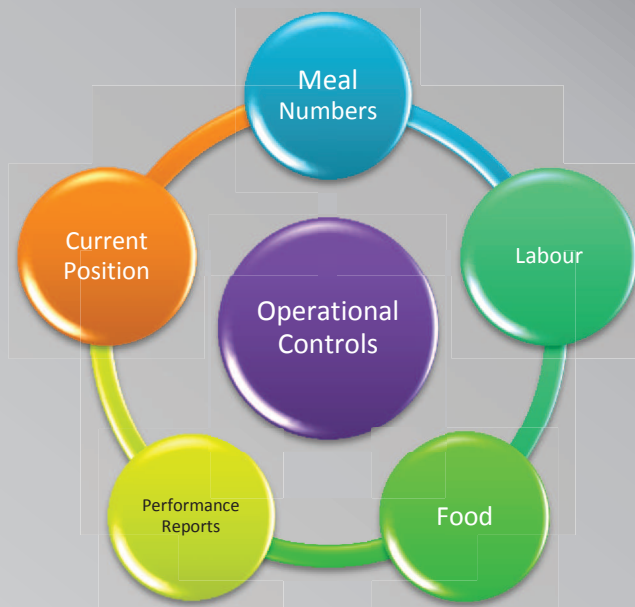 Meal
Numbers
Current
Position
Labour
Operational
Controls
Performance
Reports
Food